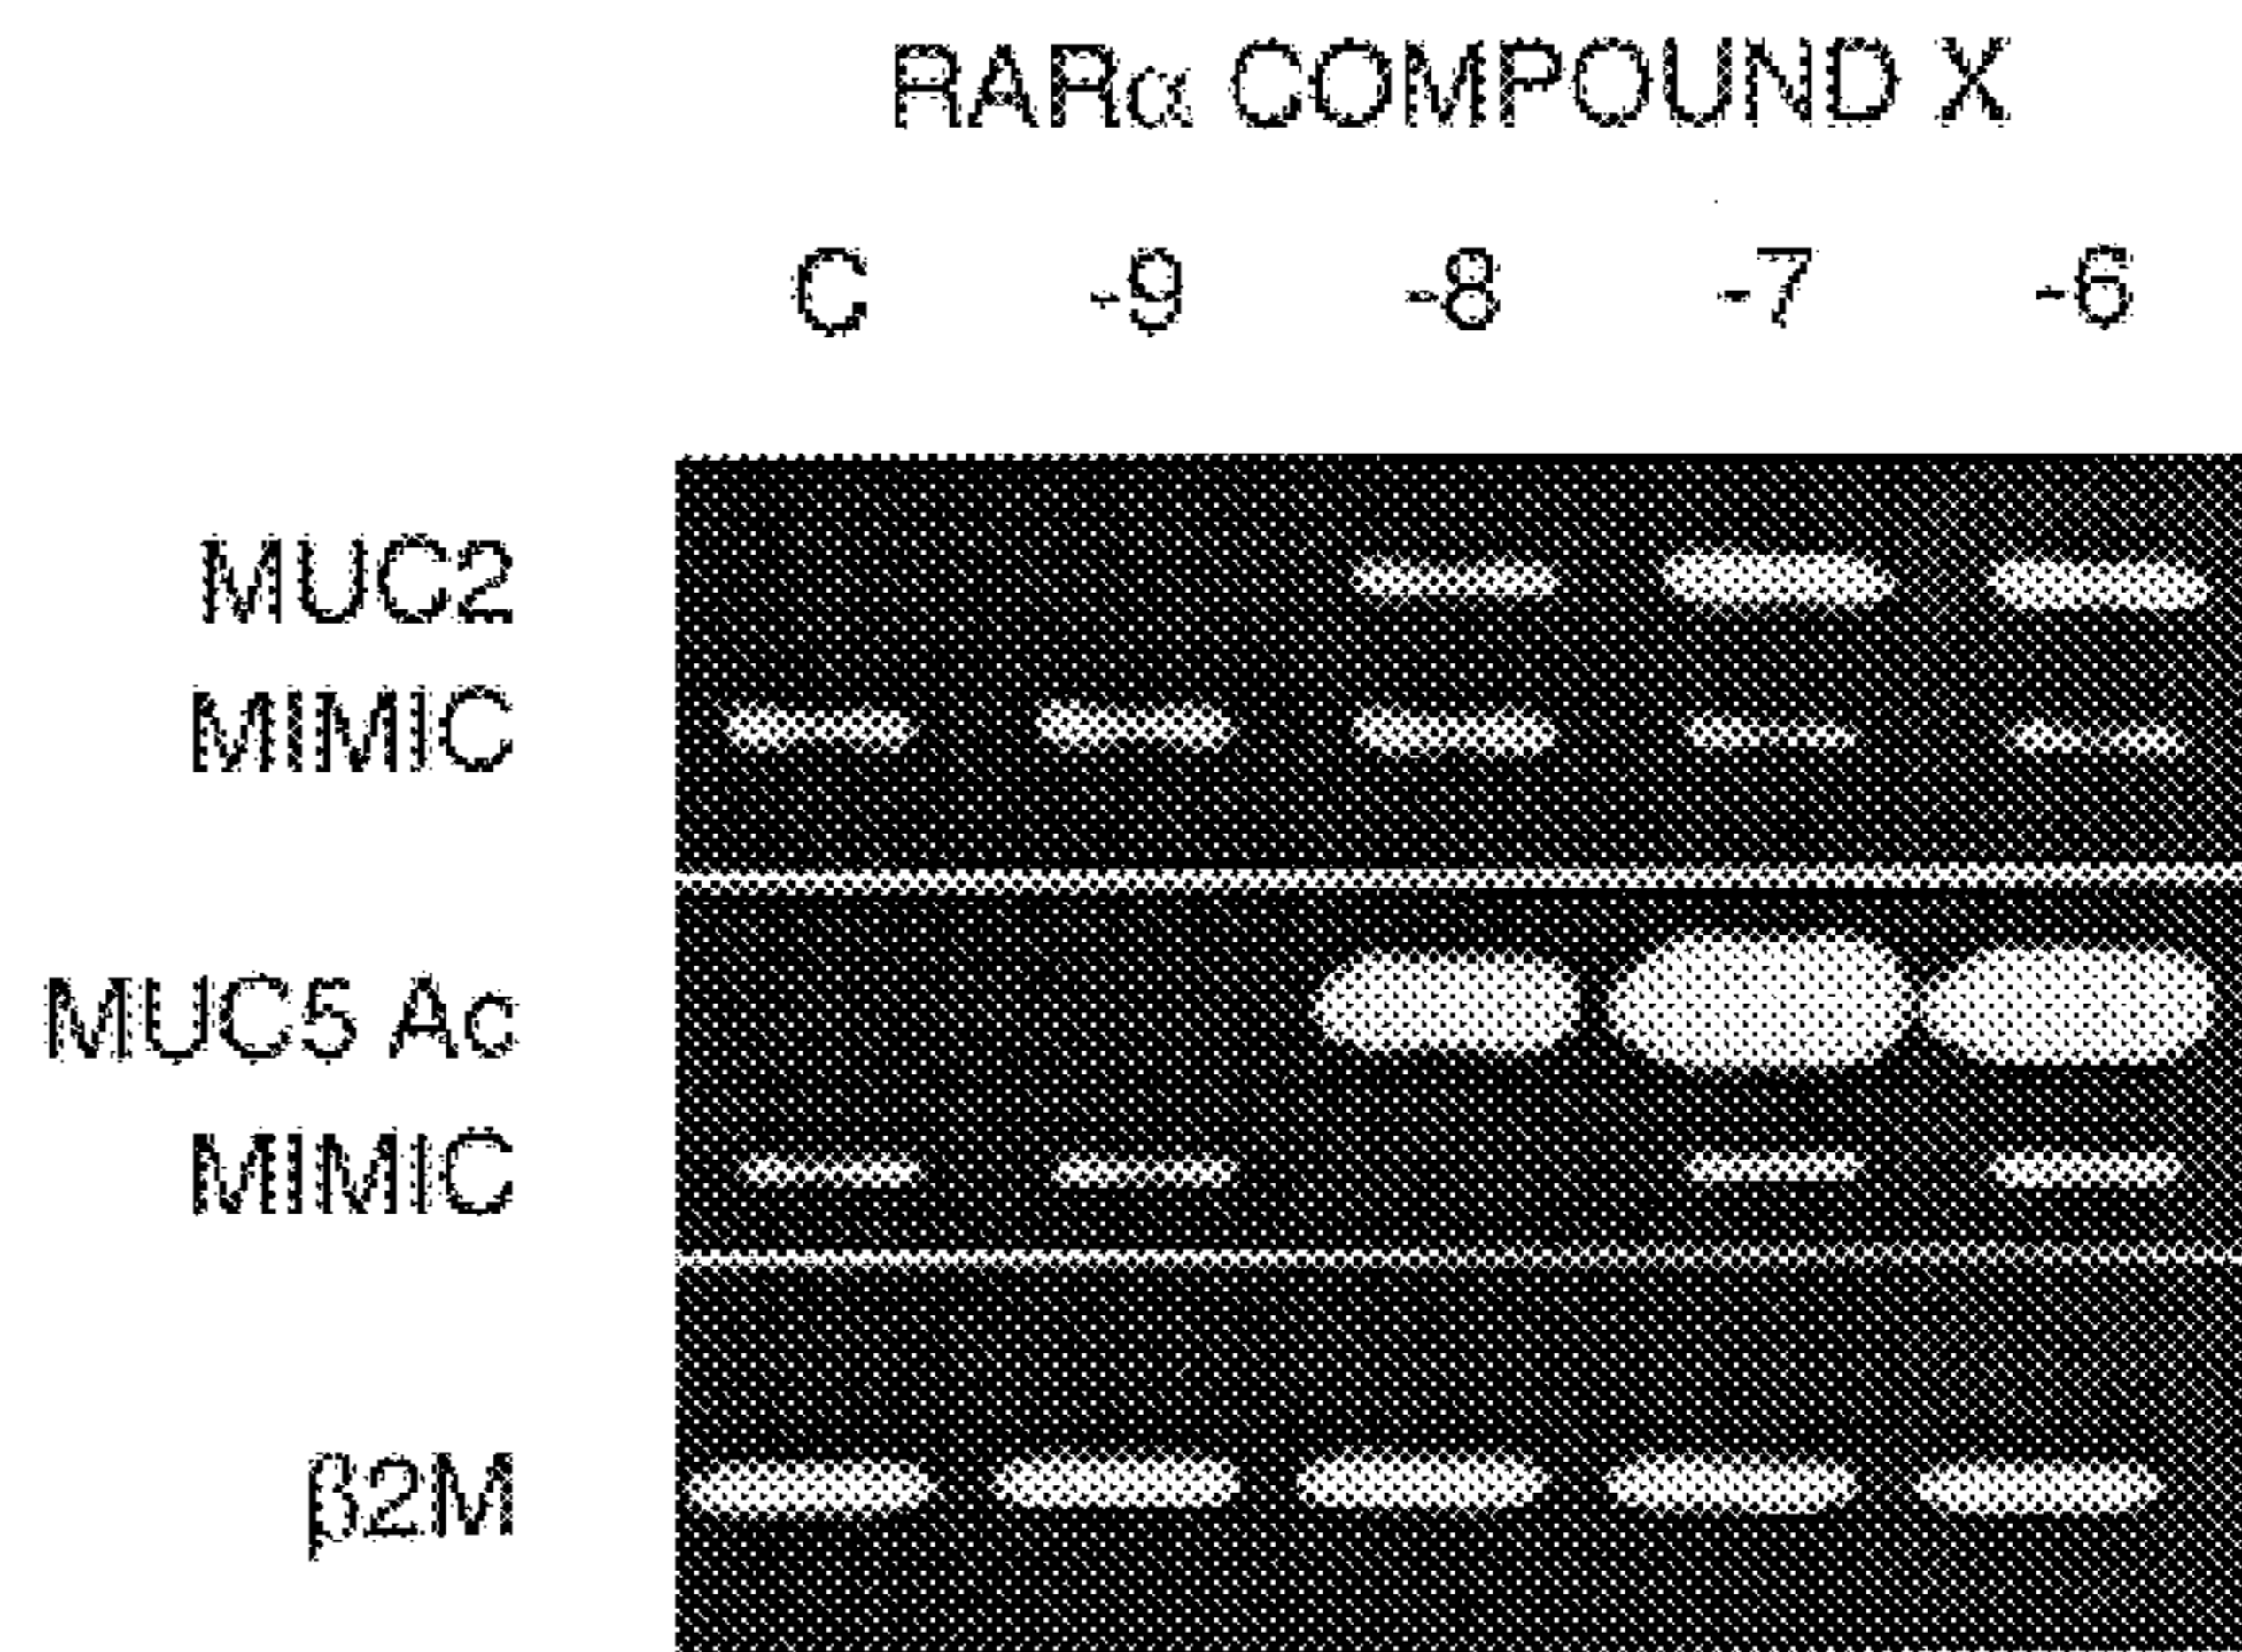 RARα COMPOUND X
C -9 -8 -7 -6
MUC2
MIMIC
MUC5 Ac
MIMIC
β2M